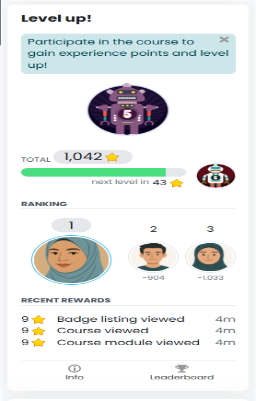 Level up!
Participate in the course to
gain experience points and level
up!
5
TOTAL 1,042
next level in 43
6
RANKING
1 2 3
-904 -1,033
RECENT REWARDS
9 Badge listing viewed 4m
9 Course viewed 4m
9 Course module viewed 4m
Info Leaderboard